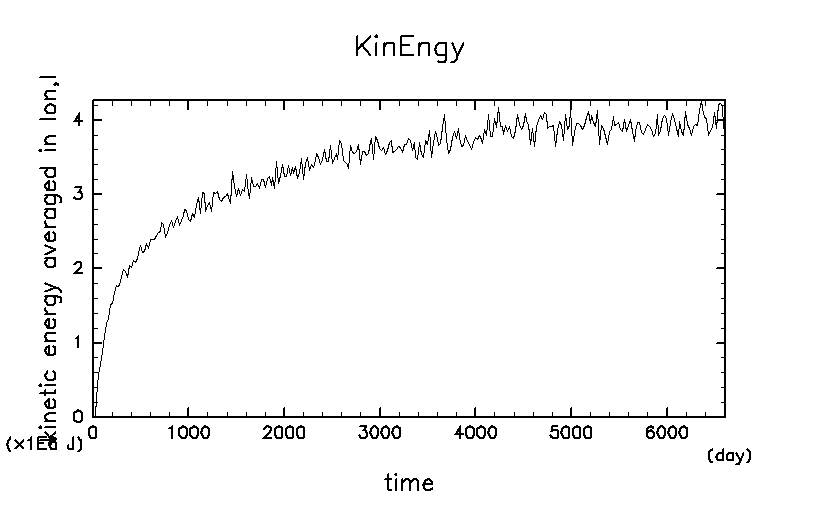 KinEngy
kinetic energy averaged in lon,l
4
3
2
1
0
(×1E
J)
0 1000 2000 3000 4000 5000 6000
(day)
time